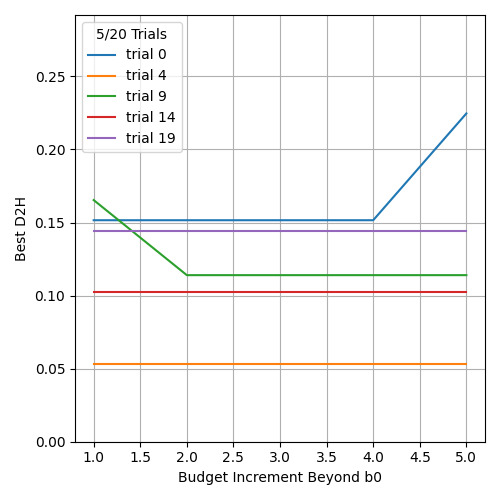 5/20 Trials
trial 0
trial 4
trial 9
trial 14
trial 19
Best D2H
0.25
0.20
0.15
0.10
0.05
0.00
1.0 1.5 2.0 2.5 3.0 3.5 4.0 4.5 5.0
Budget Increment Beyond b0